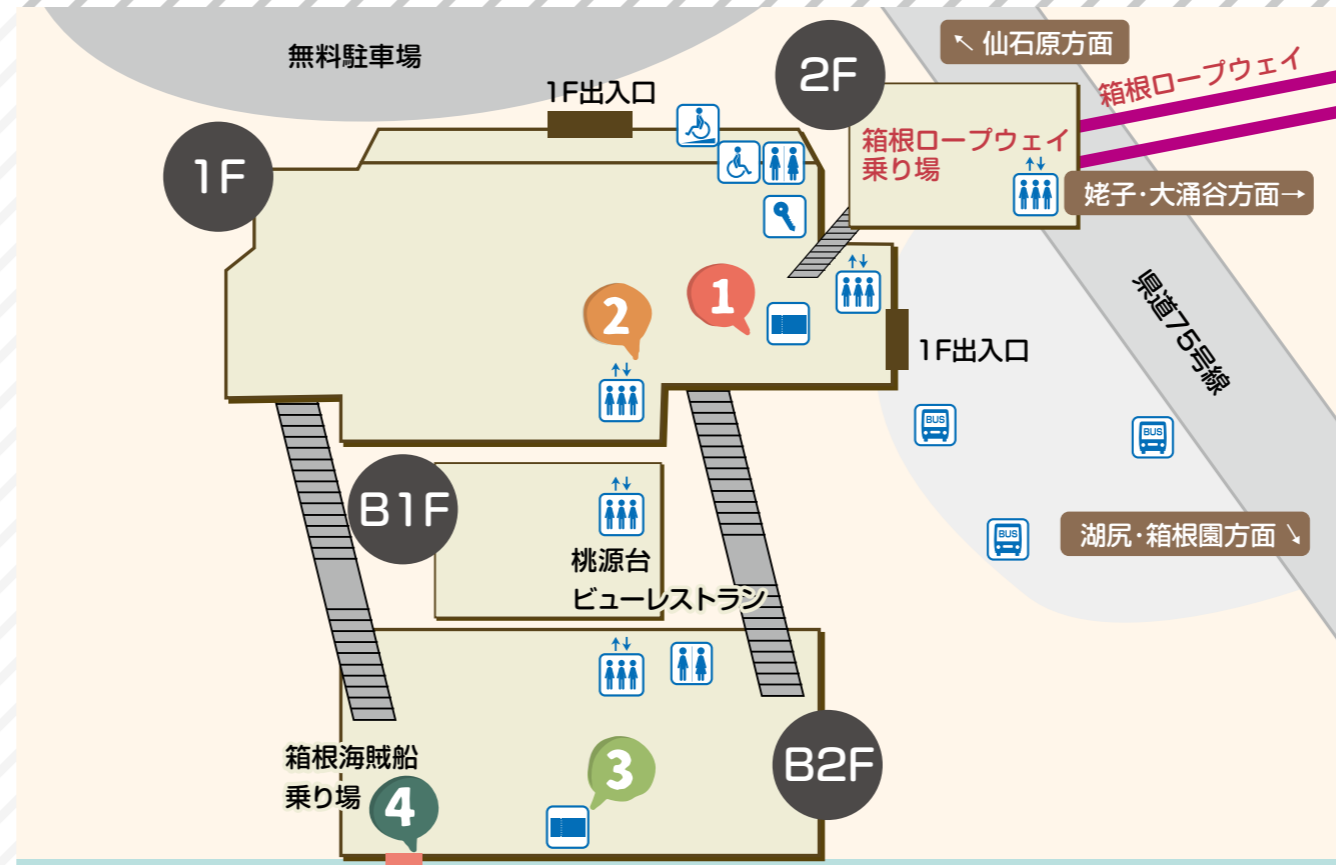 無料駐車場
1F出入口
2F
↖ 仙石原方面
箱根ロープウェイ
箱根ロープウェイ
乗り場
姥子・大涌谷方面→
1F
1
2
1F出入口
県道75号線
BUS
BUS
BUS
湖尻・箱根園方面 ↘
B1F
桃源台
ビューレストラン
B2F
箱根海賊船
乗り場
3
4